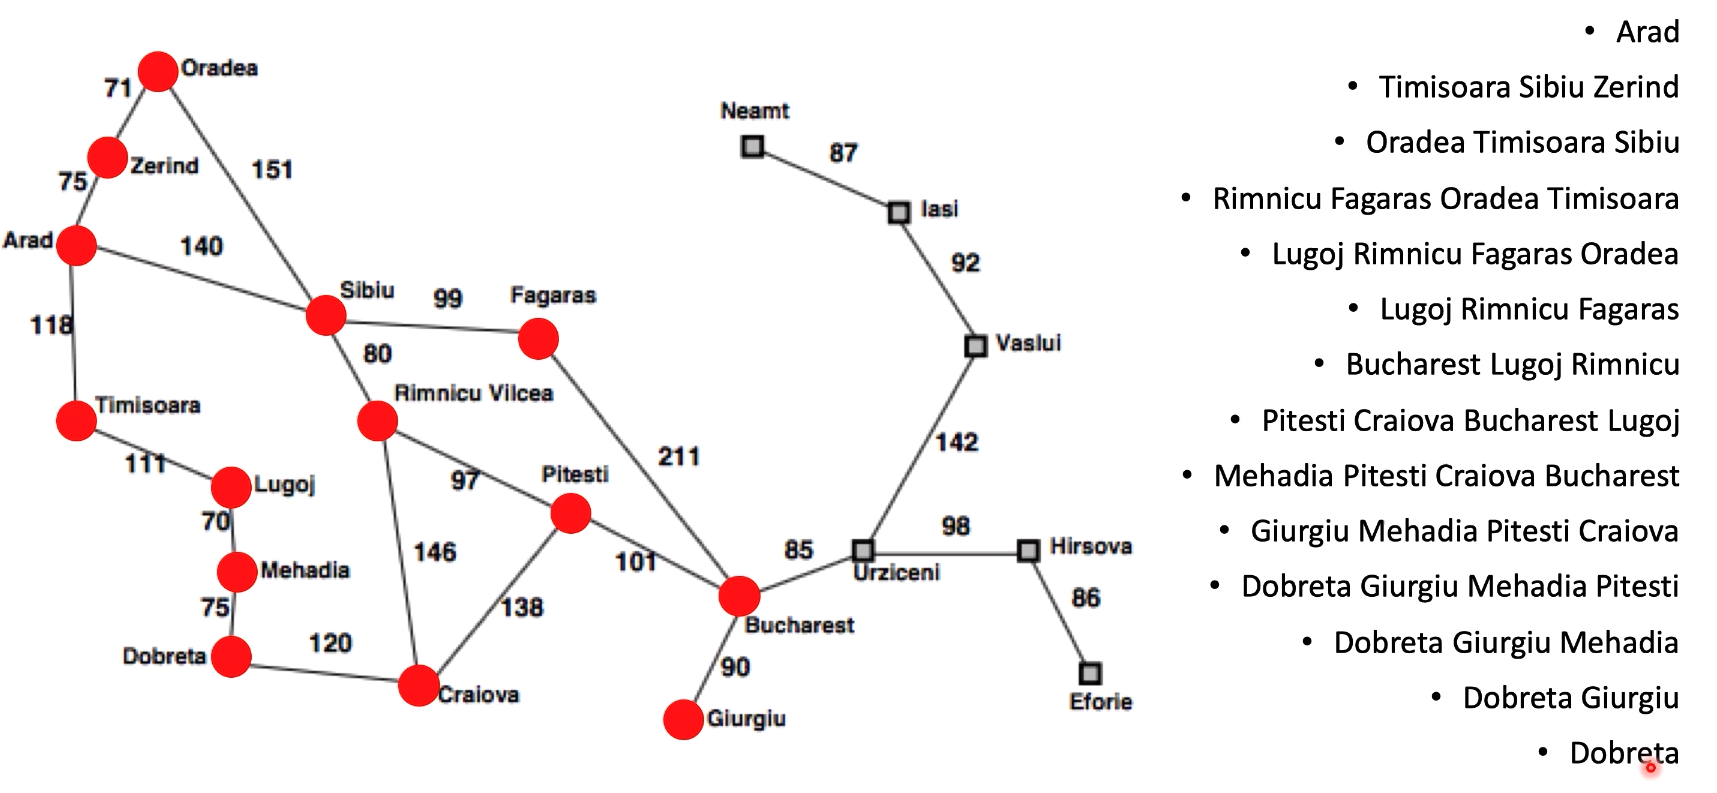 Oradea
71
Neamt
87
Zerind
151
75
Iasi
Arad
140
92
Sibiu
99
Fagaras
118
80
Vaslui
Rimnicu Vilcea
Timisoara
142
111
211
Lugoj
97
Pitesti
70
98
Hirsova
146
101
85
Urziceni
Mehadia
86
75
138
Bucharest
120
Dobreta
90
Craiova
Eforie
Giurgiu
• Arad
• Timisoara Sibiu Zerind
• Oradea Timisoara Sibiu
• Rimnicu Fagaras Oradea Timisoara
• Lugoj Rimnicu Fagaras Oradea
• Lugoj Rimnicu Fagaras
• Bucharest Lugoj Rimnicu
• Pitesti Craiova Bucharest Lugoj
• Mehadia Pitesti Craiova Bucharest
• Giurgiu Mehadia Pitesti Craiova
• Dobreta Giurgiu Mehadia Pitesti
• Dobreta Giurgiu Mehadia
• Dobreta Giurgiu
• Dobreta